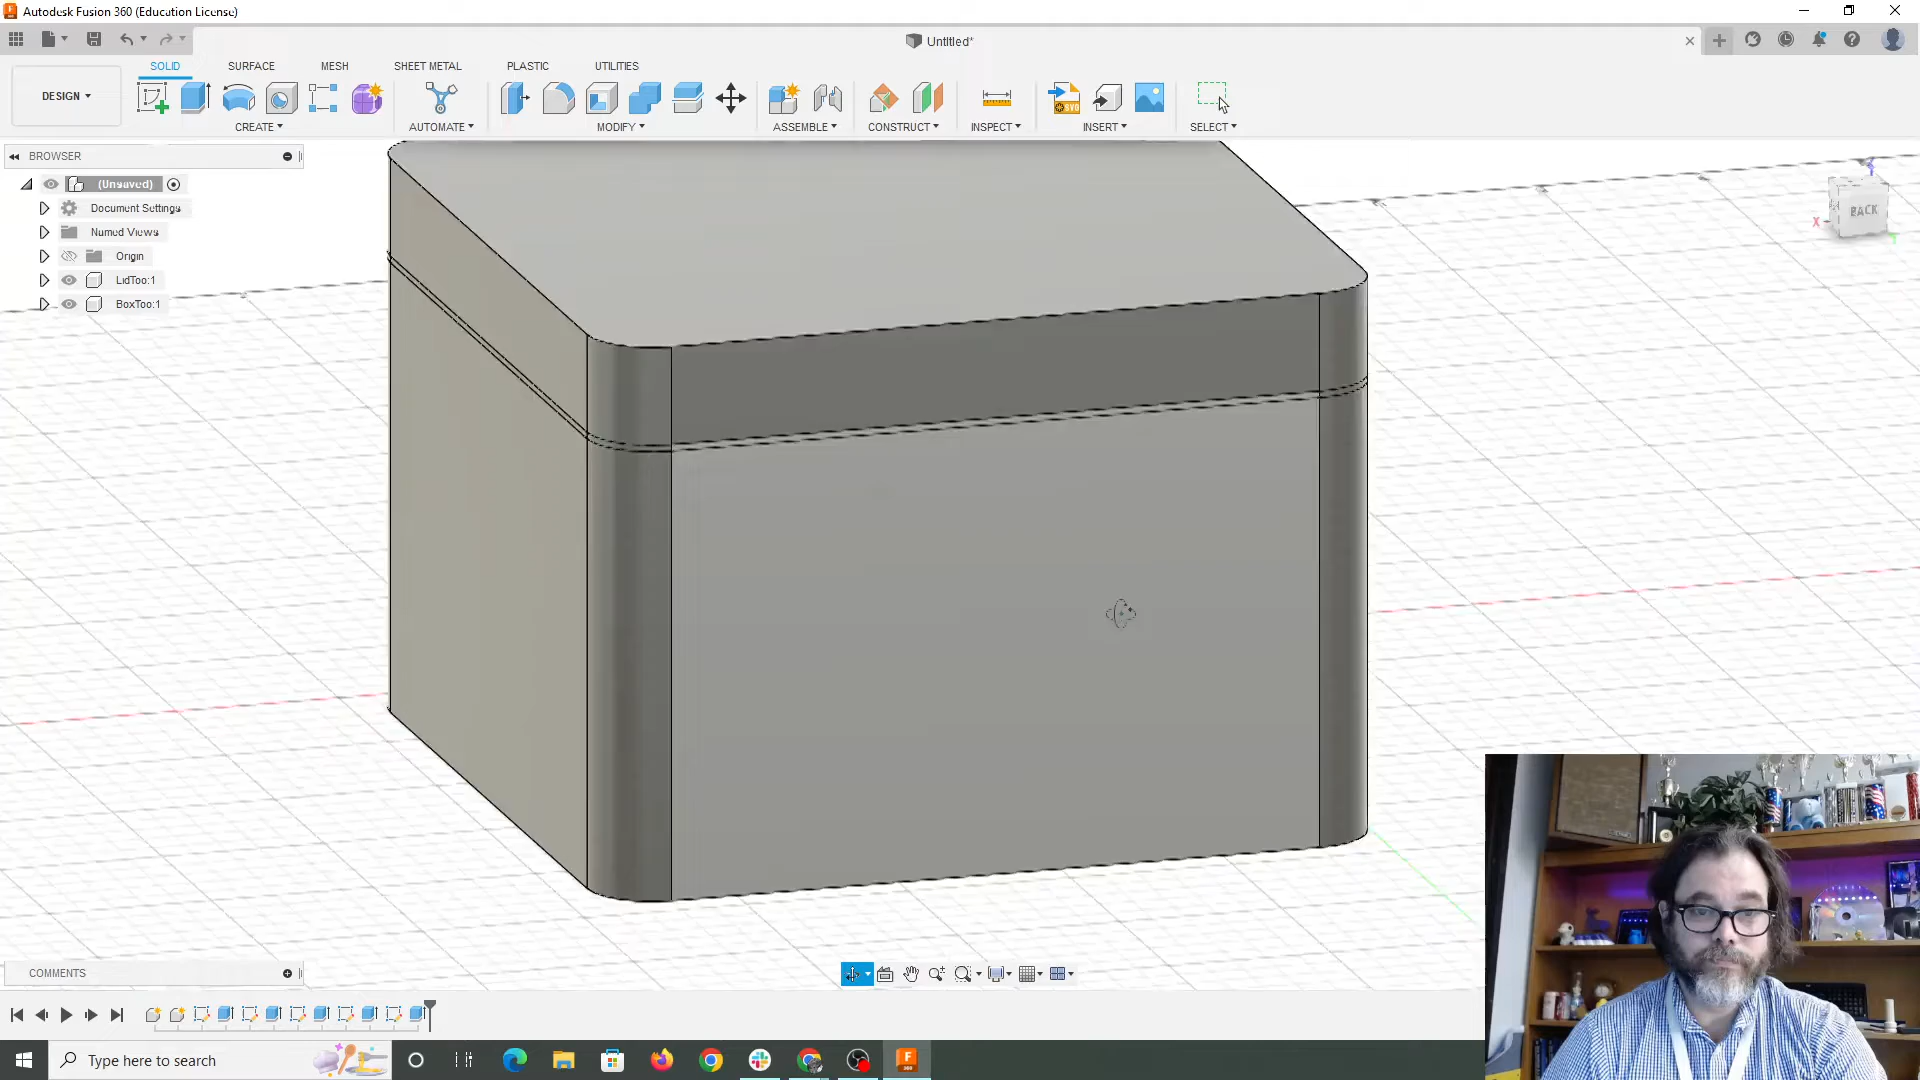 Autodesk Fusion 360 (Education License)
Untitled*
DESIGN
SOLID
SURFACE
MESH
SHEET METAL
PLASTIC
UTILITIES
CREATE
AUTOMATE
MODIFY
ASSEMBLE
CONSTRUCT
INSPECT
INSERT
SELECT
BROWSER
(Unsaved)
Document Settings
Named Views
Origin
LidToo:1
BoxToo:1
BACK
X
COMMENTS
Type here to search